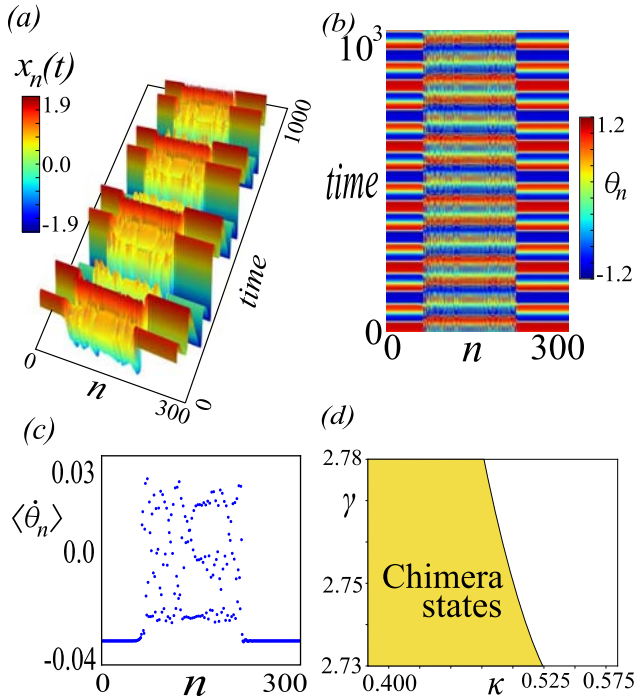 (a)
x_n(t)
1.9
0.0
-1.9
0
n
300
0
time
1000
(b)
10^3
time
0
0
n
300
1.2
θ_n
-1.2
(c)
0.03
⟨θ̇_n⟩
0.0
-0.04
0
n
300
(d)
2.78
γ
2.75
2.73
Chimera
states
0.400
κ
0.525
0.575